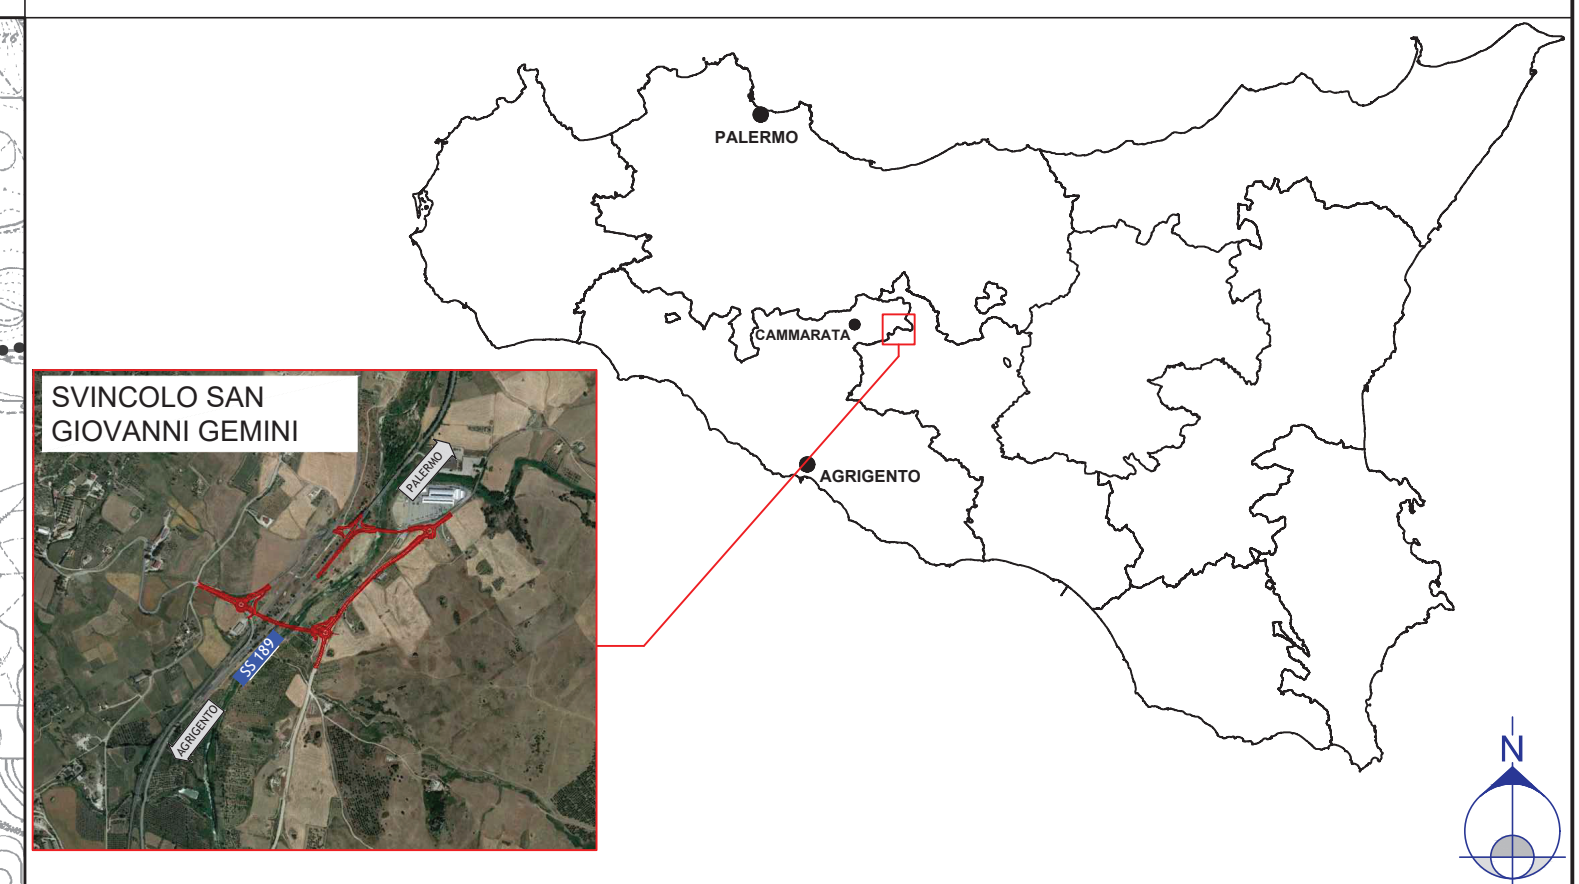 PALERMO
CAMMARATA
SVINCOLO SAN
GIOVANNI GEMINI
PALERMO
AGRIGENTO
SS 189
AGRIGENTO
N